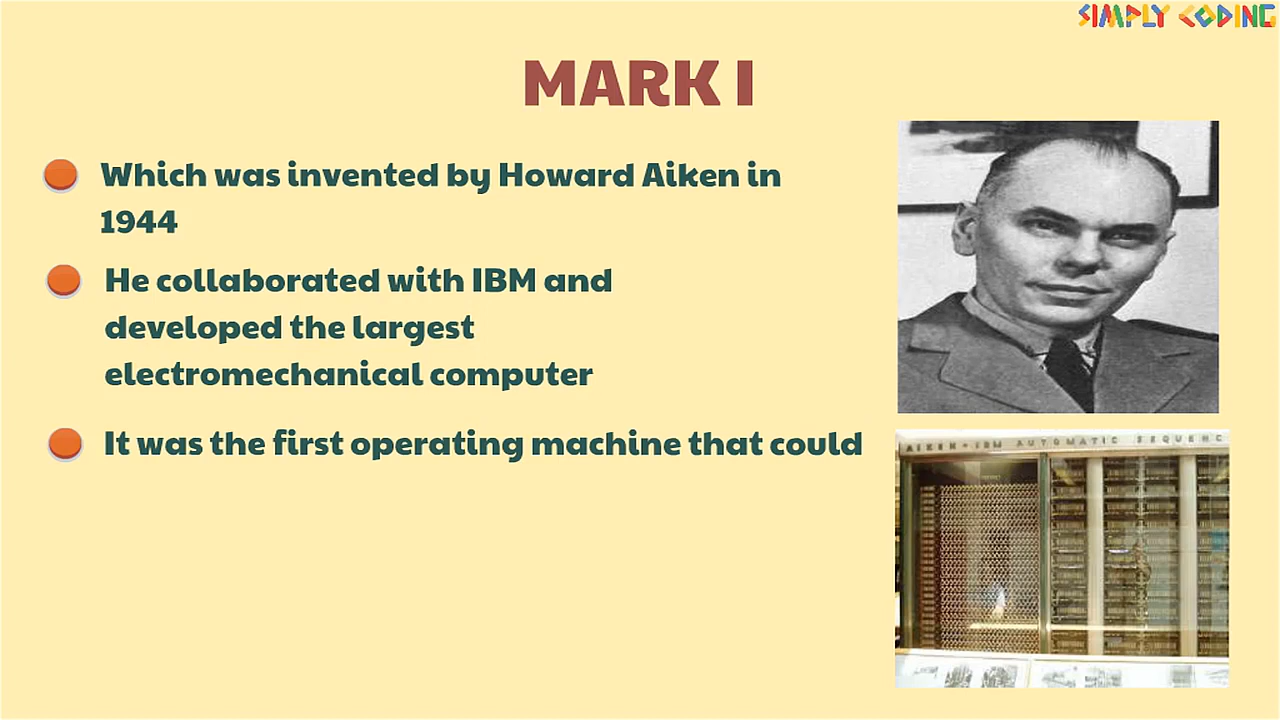 SIMPLY CODING
MARK I
Which was invented by Howard Aiken in
1944
He collaborated with IBM and
developed the largest
electromechanical computer
It was the first operating machine that could
AIKEN-IBM AUTOMATIC SEQUENC